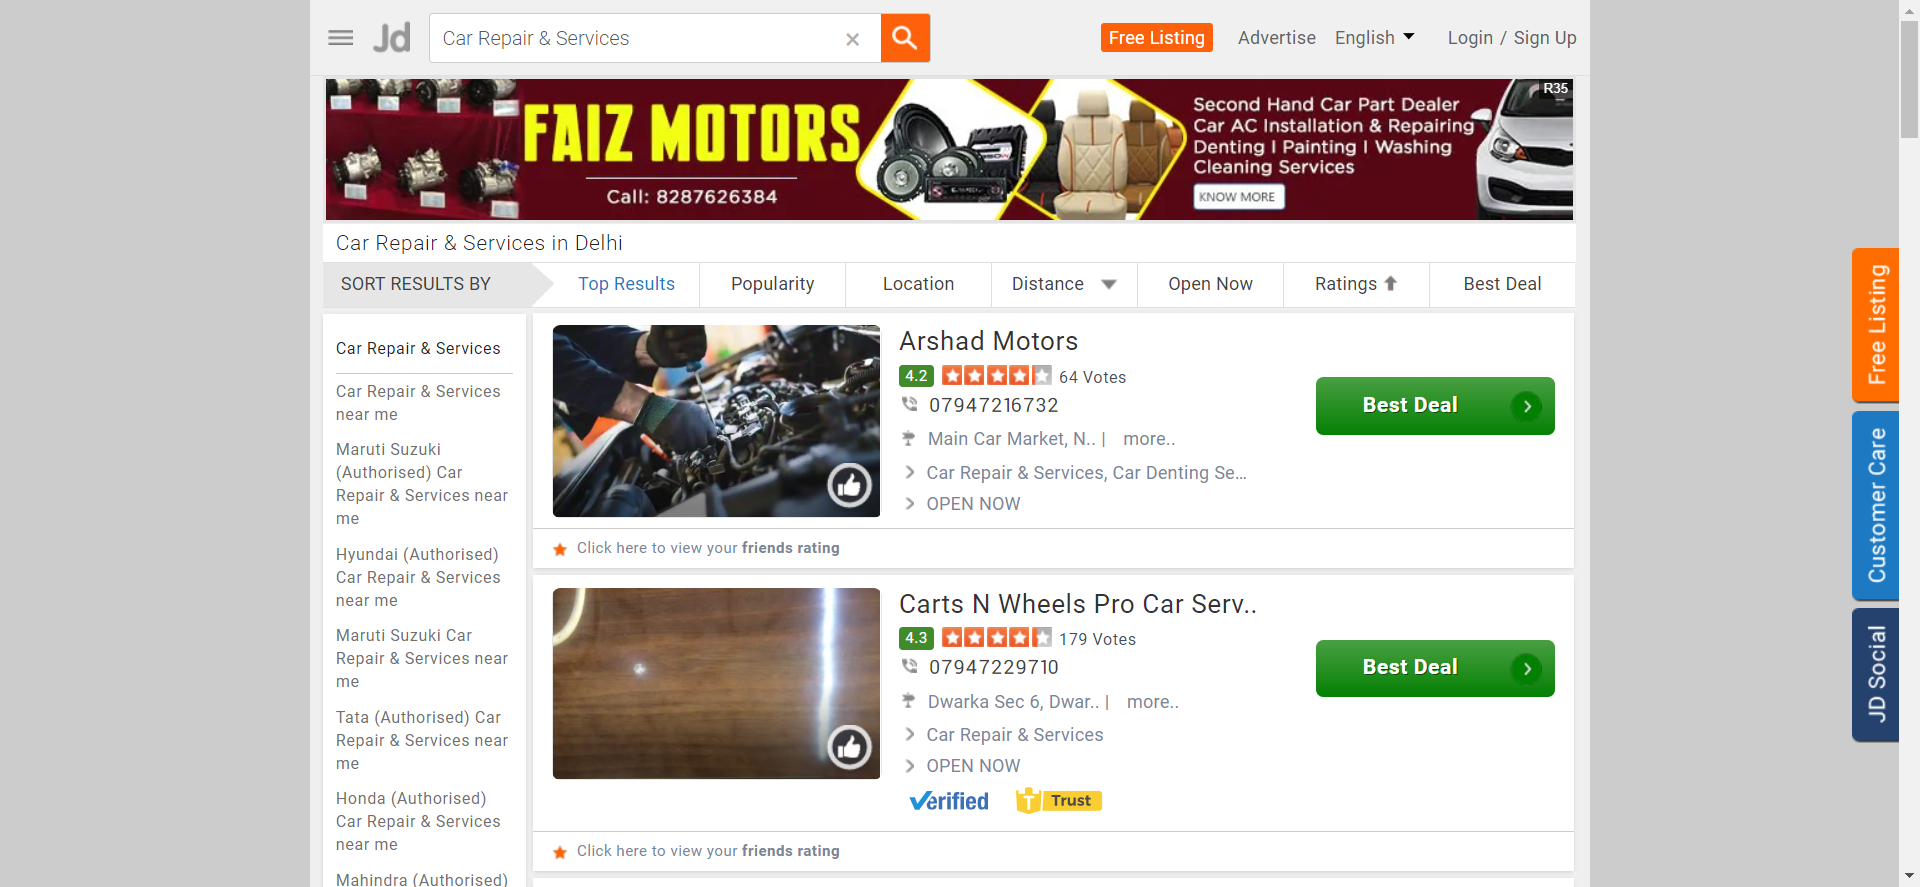 Jd
Car Repair & Services
Free Listing
Advertise
English
Login / Sign Up
FAIZ MOTORS
Call: 8287626384
Second Hand Car Part Dealer
Car AC Installation & Repairing
Denting I Painting I Washing
Cleaning Services
KNOW MORE
R35
Car Repair & Services in Delhi
SORT RESULTS BY
Top Results
Popularity
Location
Distance
Open Now
Ratings
Best Deal
Car Repair & Services
Car Repair & Services
near me
Maruti Suzuki
(Authorised) Car
Repair & Services near
me
Hyundai (Authorised)
Car Repair & Services
near me
Maruti Suzuki Car
Repair & Services near
me
Tata (Authorised) Car
Repair & Services near
me
Honda (Authorised)
Car Repair & Services
near me
Mahindra (Authorised)
Arshad Motors
4.2 64 Votes
07947216732
Main Car Market, N.. | more..
Car Repair & Services, Car Denting Se...
OPEN NOW
Best Deal
Click here to view your friends rating
Carts N Wheels Pro Car Serv..
4.3 179 Votes
07947229710
Dwarka Sec 6, Dwar.. | more..
Car Repair & Services
OPEN NOW
Verified
T Trust
Best Deal
Click here to view your friends rating
Free Listing
Customer Care
JD Social